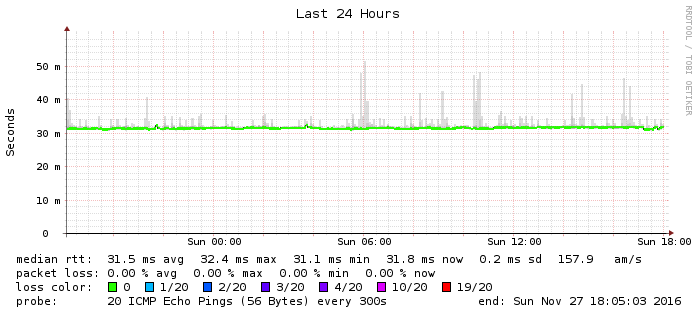 Last 24 Hours
RRDTOOL / TOBI OETIKER
Seconds
50 m
40 m
30 m
20 m
10 m
0
Sun 00:00 Sun 06:00 Sun 12:00 Sun 18:00
median rtt: 31.5 ms avg 32.4 ms max 31.1 ms min 31.8 ms now 0.2 ms sd 157.9 am/s
packet loss: 0.00 % avg 0.00 % max 0.00 % min 0.00 % now
loss color: 0 1/20 2/20 3/20 4/20 10/20 19/20
probe: 20 ICMP Echo Pings (56 Bytes) every 300s end: Sun Nov 27 18:05:03 2016